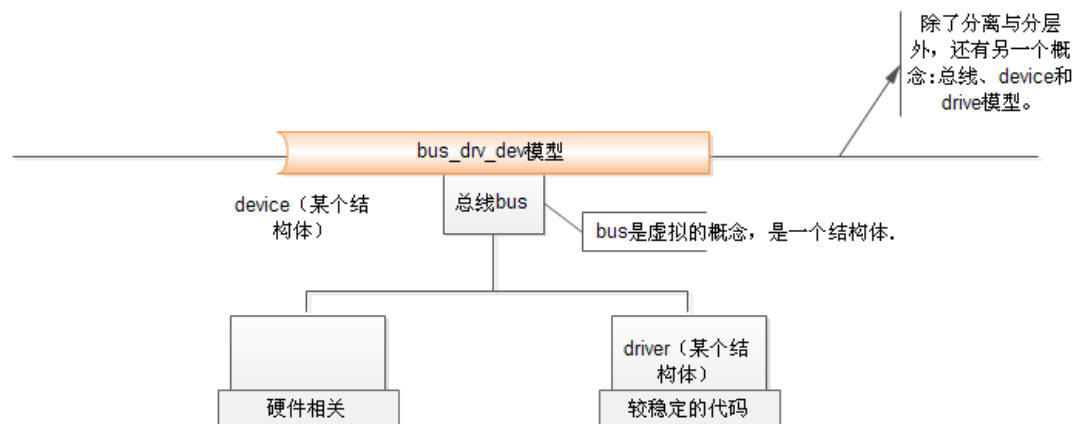 除了分离与分层
外，还有另一个概
念:总线、device和
drive模型。
bus_drv_dev模型
device（某个结
构体）
总线bus
bus是虚拟的概念，是一个结构体.
driver（某个结
构体）
硬件相关
较稳定的代码